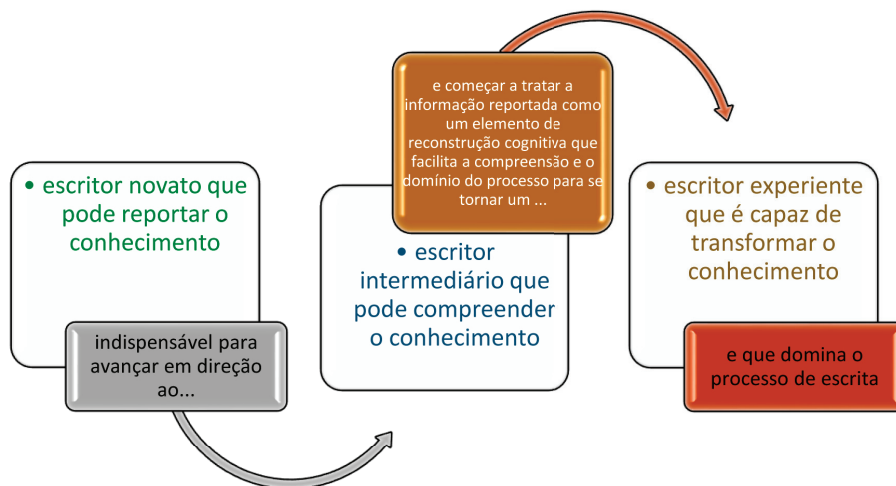 • escritor novato que
pode reportar o
conhecimento
indispensável para
avançar em direção
ao...
• escritor
intermediário que
pode compreender
o conhecimento
e começar a tratar a
informação reportada como
um elemento de
reconstrução cognitiva que
facilita a compreensão e o
domínio do processo para se
tornar um ...
• escritor experiente
que é capaz de
transformar o
conhecimento
e que domina o
processo de escrita